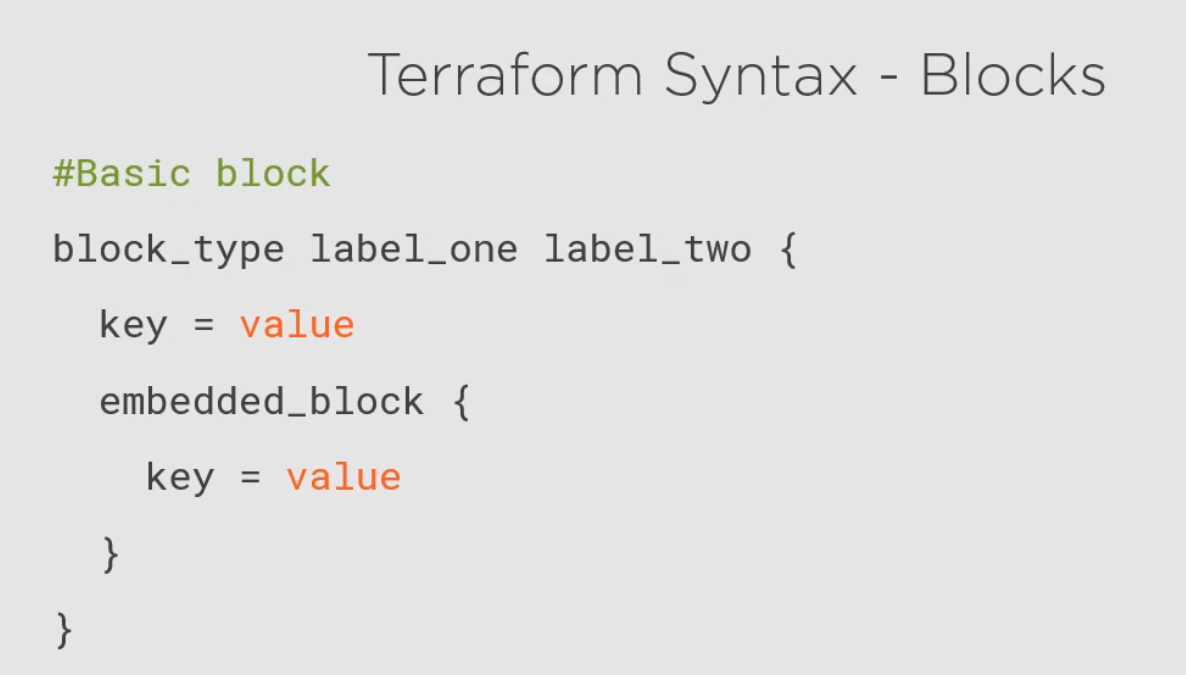 Terraform Syntax - Blocks
#Basic block
block_type label_one label_two {
  key = value
  embedded_block {
    key = value
  }
}